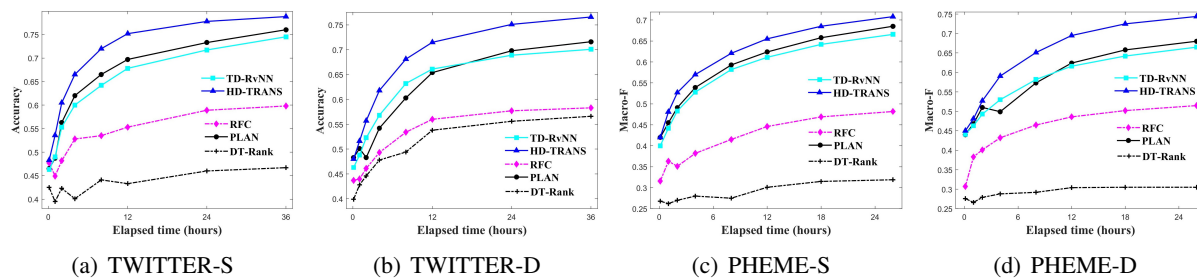 Accuracy
0.75
0.7
0.65
0.6
0.55
0.5
0.45
0.4
0 12 24 36
Elapsed time (hours)
TD-RvNN
HD-TRANS
RFC
PLAN
DT-Rank
(a) TWITTER-S
Accuracy
0.75
0.7
0.65
0.6
0.55
0.5
0.45
0.4
0 12 24 36
Elapsed time (hours)
TD-RvNN
HD-TRANS
RFC
PLAN
DT-Rank
(b) TWITTER-D
Macro-F
0.7
0.65
0.6
0.55
0.5
0.45
0.4
0.35
0.3
0.25
0 6 12 18 24
Elapsed time (hours)
TD-RvNN
HD-TRANS
RFC
PLAN
DT-Rank
(c) PHEME-S
Macro-F
0.75
0.7
0.65
0.6
0.55
0.5
0.45
0.4
0.35
0.3
0.25
0 6 12 18 24
Elapsed time (hours)
TD-RvNN
HD-TRANS
RFC
PLAN
DT-Rank
(d) PHEME-D